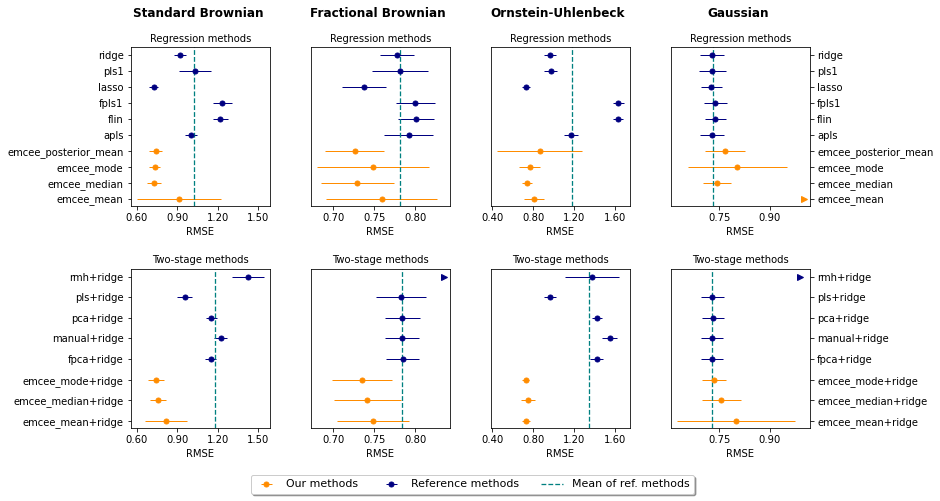 Standard Brownian Fractional Brownian Ornstein-Uhlenbeck Gaussian
Regression methods Regression methods Regression methods Regression methods
ridge ridge
pls1 pls1
lasso lasso
fpls1 fpls1
flin flin
apls apls
emcee_posterior_mean emcee_posterior_mean
emcee_mode emcee_mode
emcee_median emcee_median
emcee_mean emcee_mean
0.60 0.90 1.20 1.50 0.70 0.75 0.80 0.40 0.80 1.20 1.60 0.75 0.90
RMSE RMSE RMSE RMSE
Two-stage methods Two-stage methods Two-stage methods Two-stage methods
rmh+ridge rmh+ridge
pls+ridge pls+ridge
pca+ridge pca+ridge
manual+ridge manual+ridge
fpca+ridge fpca+ridge
emcee_mode+ridge emcee_mode+ridge
emcee_median+ridge emcee_median+ridge
emcee_mean+ridge emcee_mean+ridge
0.60 0.90 1.20 1.50 0.70 0.75 0.80 0.40 0.80 1.20 1.60 0.75 0.90
RMSE RMSE RMSE RMSE
Our methods Reference methods Mean of ref. methods